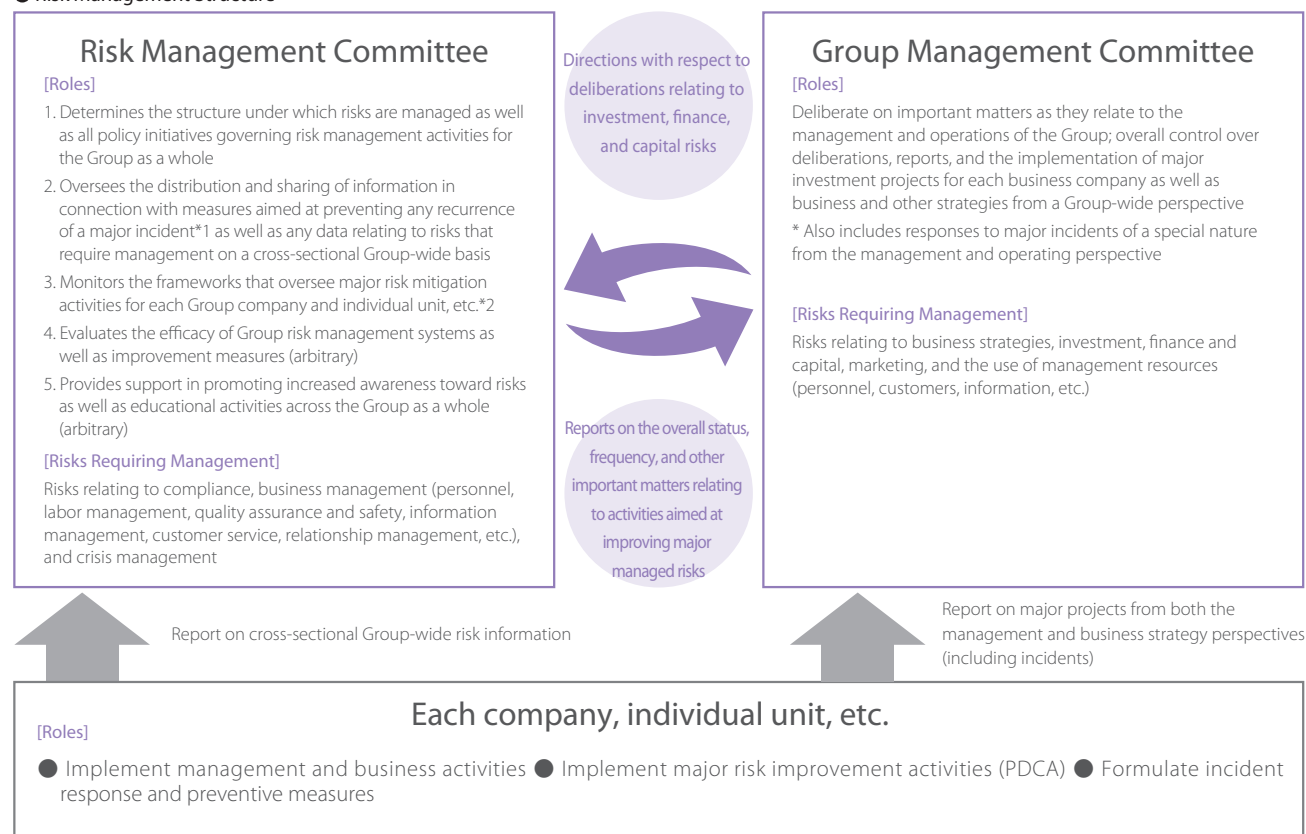 ● Risk Management Structure
Risk Management Committee
[Roles]
1. Determines the structure under which risks are managed as well
as all policy initiatives governing risk management activities for
the Group as a whole
2. Oversees the distribution and sharing of information in
connection with measures aimed at preventing any recurrence
of a major incident*1 as well as any data relating to risks that
require management on a cross-sectional Group-wide basis
3. Monitors the frameworks that oversee major risk mitigation
activities for each Group company and individual unit, etc.*2
4. Evaluates the efficacy of Group risk management systems as
well as improvement measures (arbitrary)
5. Provides support in promoting increased awareness toward risks
as well as educational activities across the Group as a whole
(arbitrary)
[Risks Requiring Management]
Risks relating to compliance, business management (personnel,
labor management, quality assurance and safety, information
management, customer service, relationship management, etc.),
and crisis management
Directions with respect to
deliberations relating to
investment, finance,
and capital risks
Reports on the overall status,
frequency, and other
important matters relating
to activities aimed at
improving major
managed risks
Group Management Committee
[Roles]
Deliberate on important matters as they relate to the
management and operations of the Group; overall control over
deliberations, reports, and the implementation of major
investment projects for each business company as well as
business and other strategies from a Group-wide perspective
* Also includes responses to major incidents of a special nature
from the management and operating perspective
[Risks Requiring Management]
Risks relating to business strategies, investment, finance and
capital, marketing, and the use of management resources
(personnel, customers, information, etc.)
Report on cross-sectional Group-wide risk information
Report on major projects from both the
management and business strategy perspectives
(including incidents)
Each company, individual unit, etc.
[Roles]
● Implement management and business activities ● Implement major risk improvement activities (PDCA) ● Formulate incident
response and preventive measures